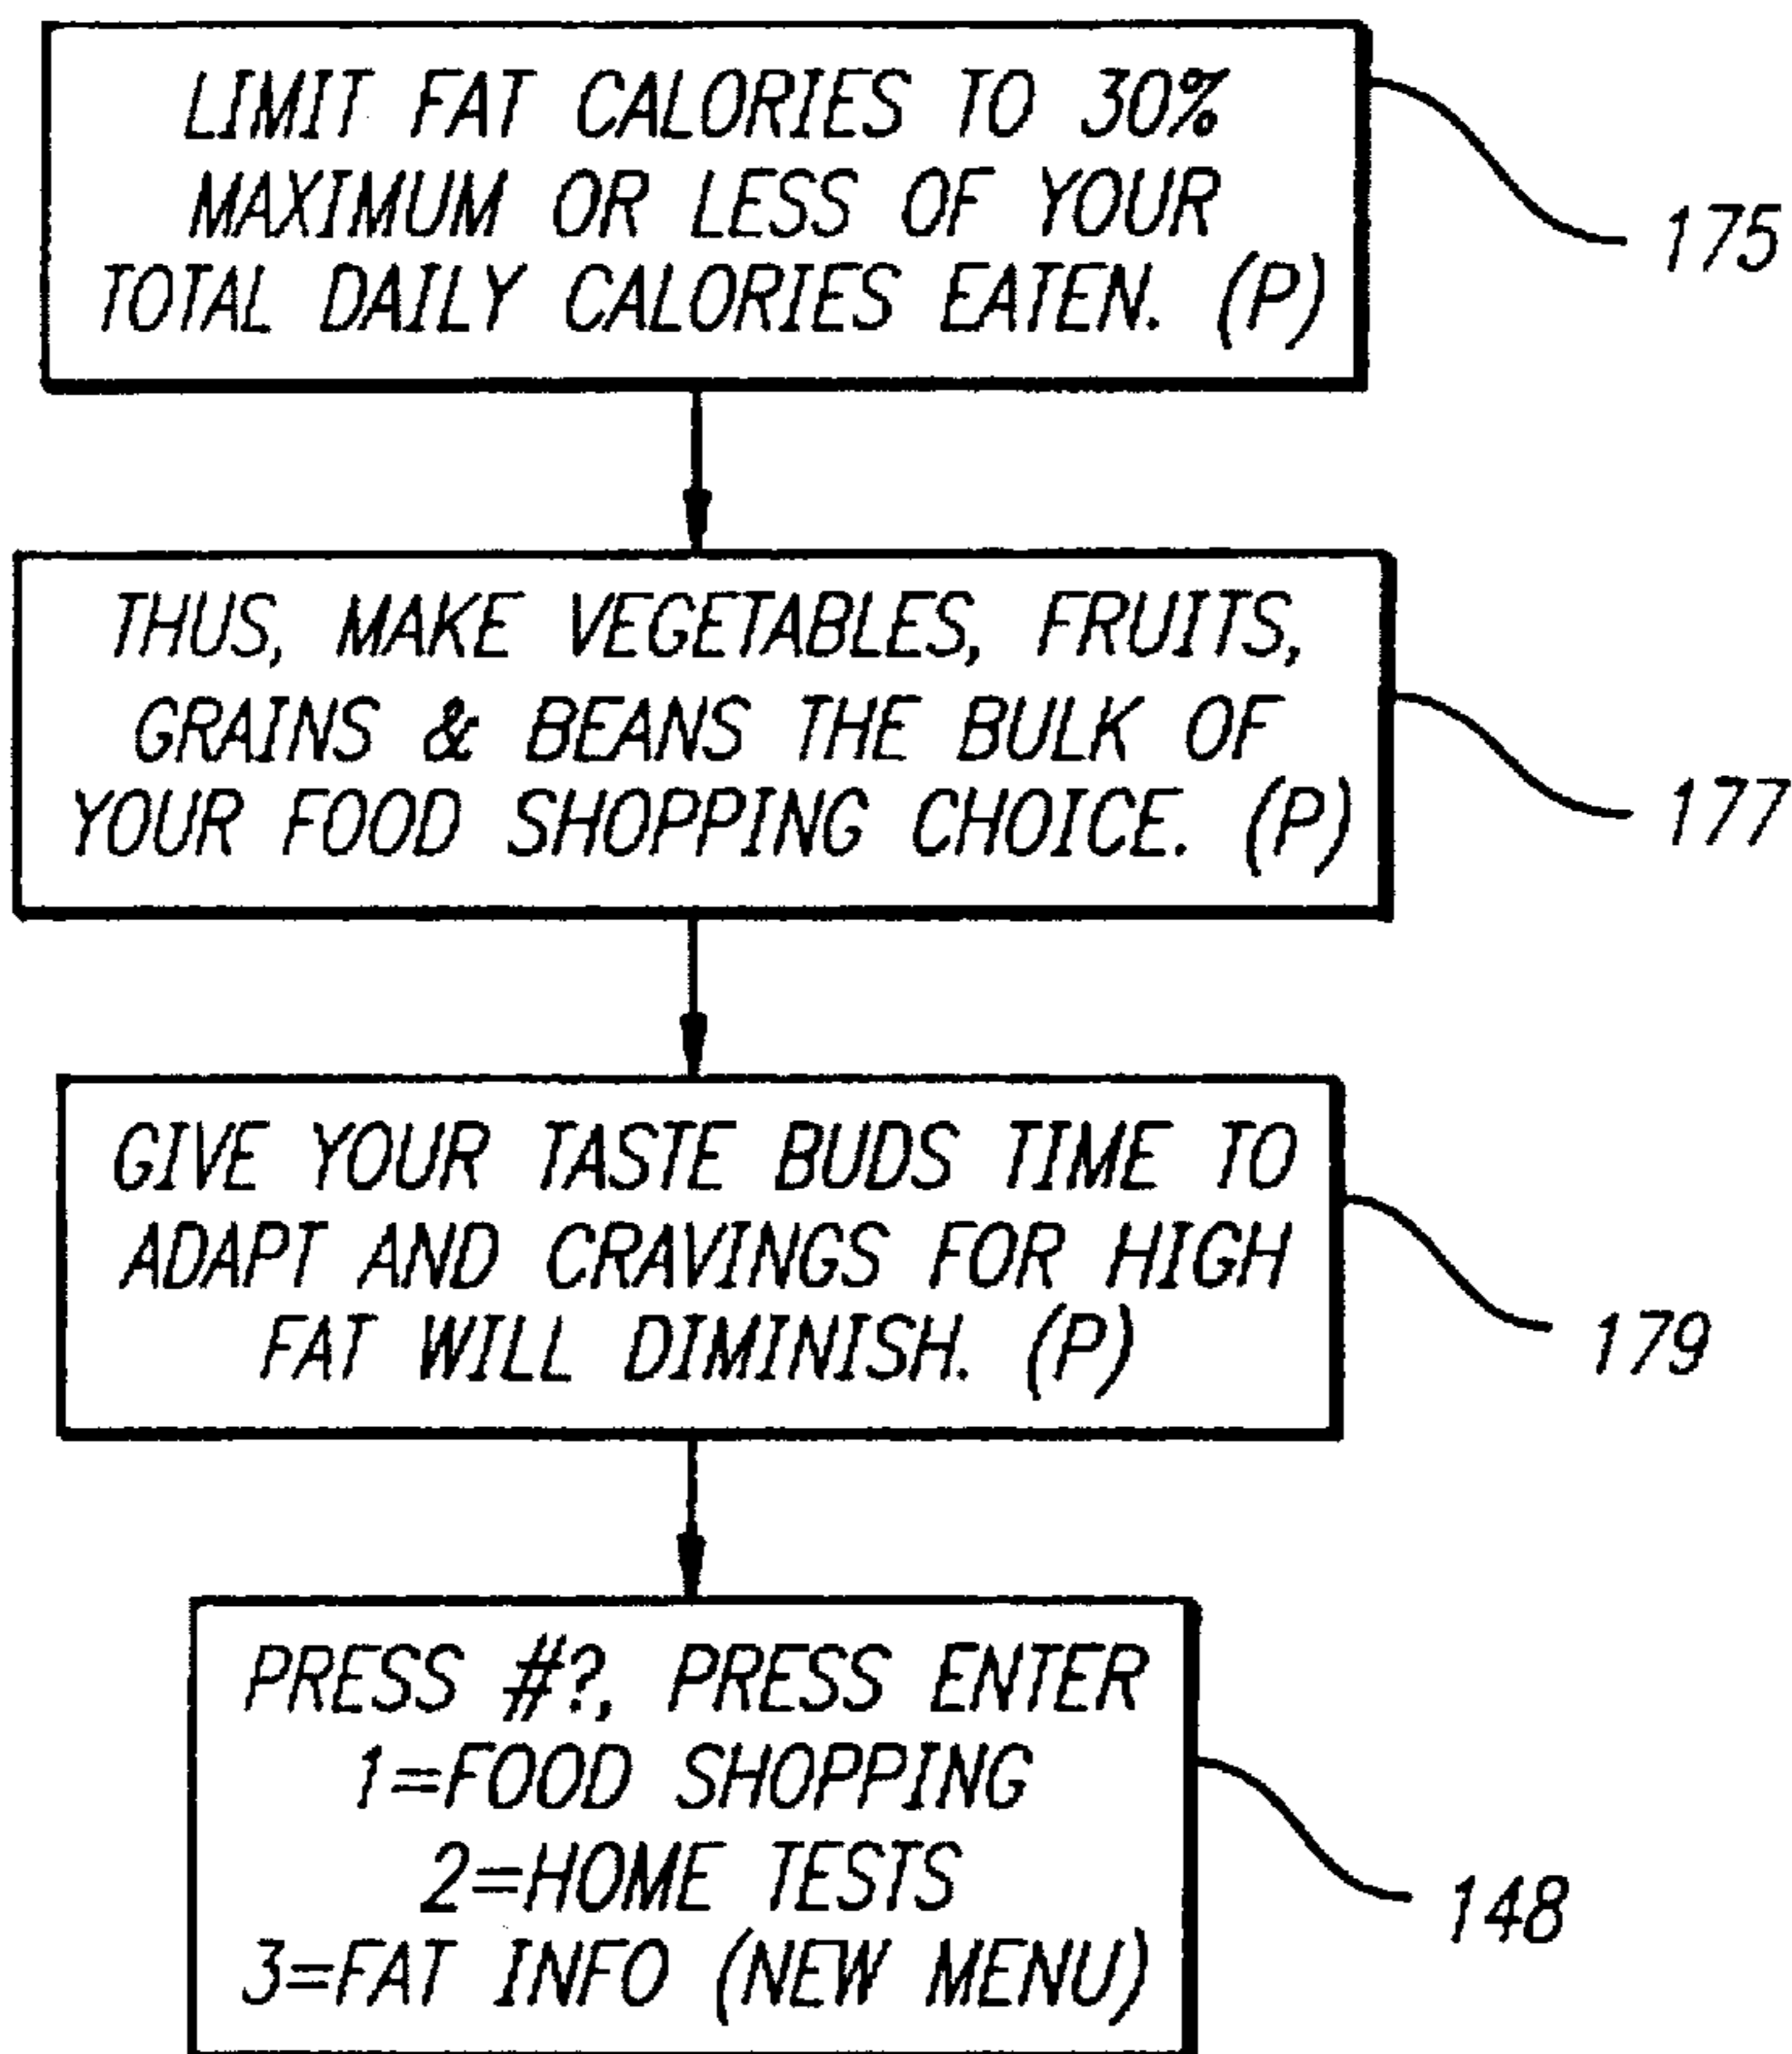 LIMIT FAT CALORIES TO 30%
MAXIMUM OR LESS OF YOUR
TOTAL DAILY CALORIES EATEN. (P)
175
THUS, MAKE VEGETABLES, FRUITS,
GRAINS & BEANS THE BULK OF
YOUR FOOD SHOPPING CHOICE. (P)
177
GIVE YOUR TASTE BUDS TIME TO
ADAPT AND CRAVINGS FOR HIGH
FAT WILL DIMINISH. (P)
179
PRESS #?, PRESS ENTER
1=FOOD SHOPPING
2=HOME TESTS
3=FAT INFO (NEW MENU)
148